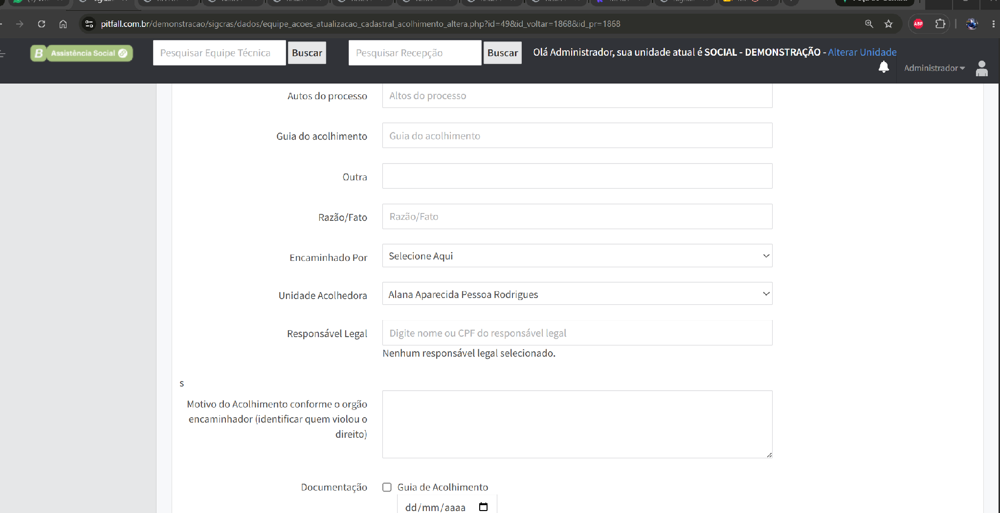 pitfall.com.br/demonstracao/sigcras/dados/equipe_acoes_atualizacao_cadastral_acolhimento_altera.php?id=49&id_voltar=1868&id_pr=1868
ABP
B Assistência Social
Pesquisar Equipe Técnica
Buscar
Pesquisar Recepção
Buscar
Olá Administrador, sua unidade atual é SOCIAL - DEMONSTRAÇÃO - Alterar Unidade
Administrador
Autos do processo
Altos do processo
Guia do acolhimento
Guia do acolhimento
Outra
Razão/Fato
Razão/Fato
Encaminhado Por
Selecione Aqui
Unidade Acolhedora
Alana Aparecida Pessoa Rodrigues
Responsável Legal
Digite nome ou CPF do responsável legal
Nenhum responsável legal selecionado.
s
Motivo do Acolhimento conforme o orgão
encaminhador (identificar quem violou o
direito)
Documentação
Guia de Acolhimento
dd/mm/aaaa